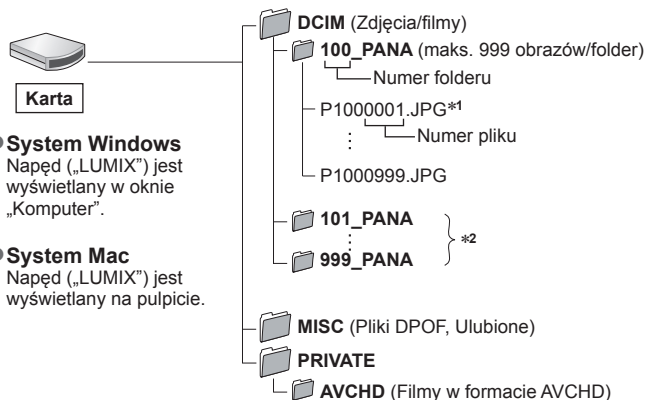 DCIM (Zdjęcia/filmy)
100_PANA (maks. 999 obrazów/folder)
Numer folderu
Karta
P1000001.JPG*1
Numer pliku
P1000999.JPG
●System Windows
Napęd („LUMIX”) jest
wyświetlany w oknie
„Komputer”.
101_PANA
*2
999_PANA
●System Mac
Napęd („LUMIX”) jest
wyświetlany na pulpicie.
MISC (Pliki DPOF, Ulubione)
PRIVATE
AVCHD (Filmy w formacie AVCHD)